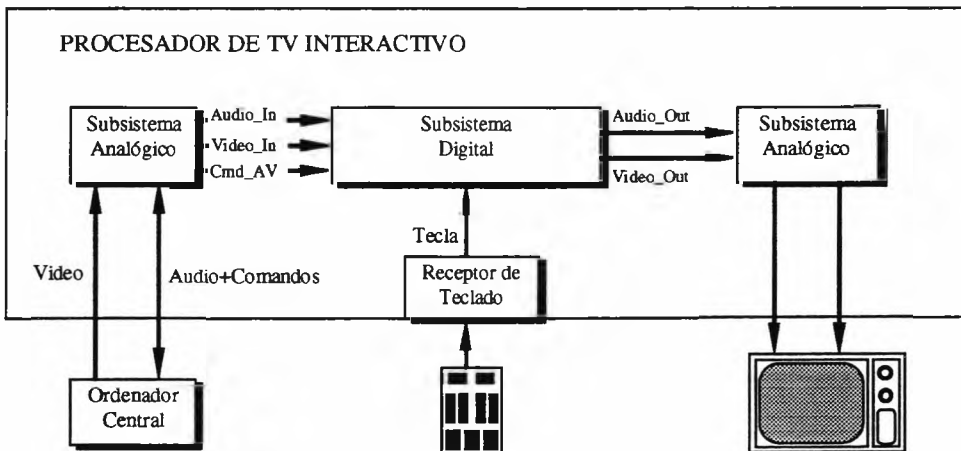 PROCESADOR DE TV INTERACTIVO
Subsistema
Analógico
Audio_In
Video_In
Cmd_AV
Subsistema
Digital
Audio_Out
Video_Out
Subsistema
Analógico
Tecla
Receptor de
Teclado
Video
Audio+Comandos
Ordenador
Central